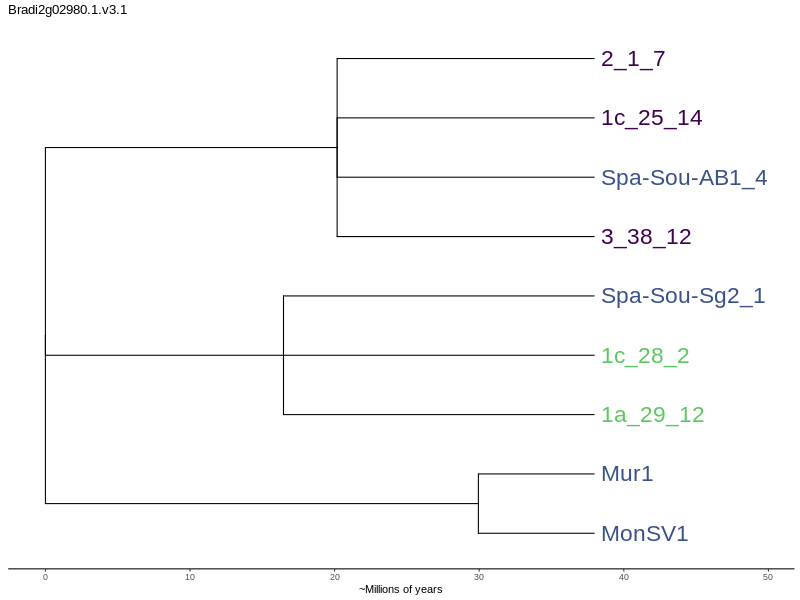 Bradi2g02980.1.v3.1
2_1_7
1c_25_14
Spa-Sou-AB1_4
3_38_12
Spa-Sou-Sg2_1
1c_28_2
1a_29_12
Mur1
MonSV1
0 10 20 30 40 50
~Millions of years